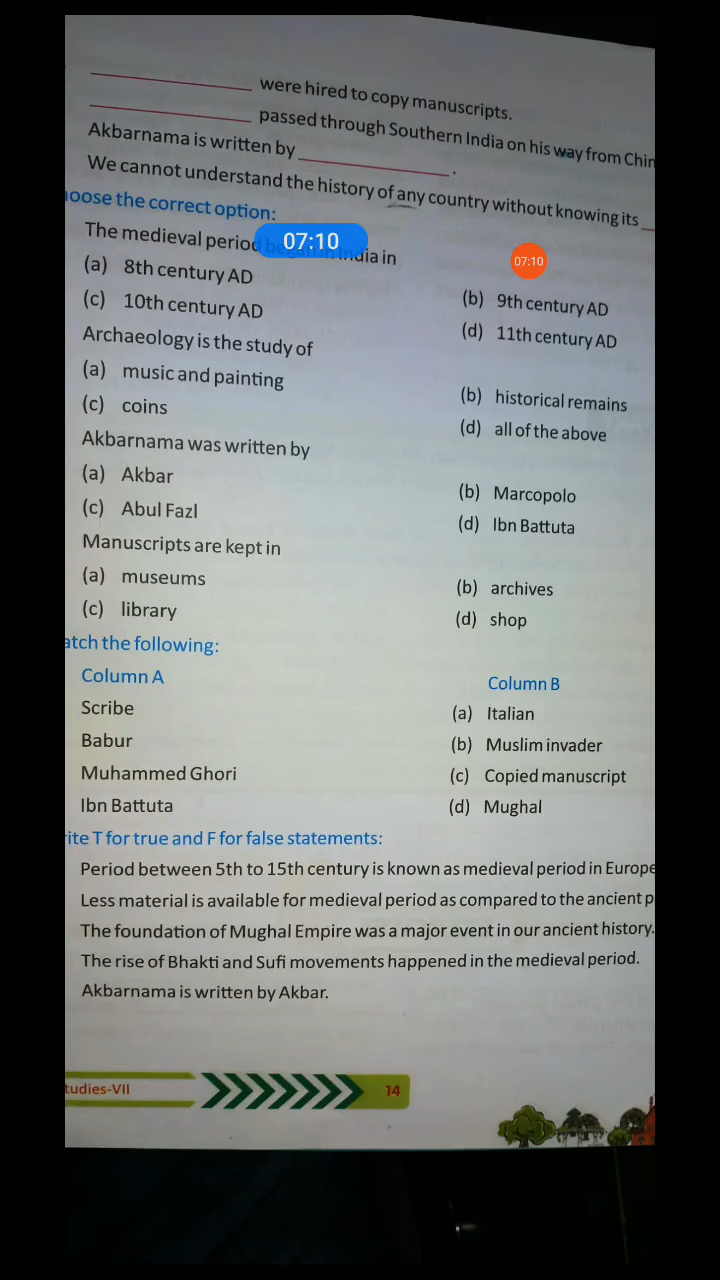 were hired to copy manuscripts.
passed through Southern India on his way from Chin
Akbarnama is written by .
We cannot understand the history of any country without knowing its
oose the correct option:
The medieval period began in India in
07:10
07:10
(a) 8th century AD
(b) 9th century AD
(c) 10th century AD
(d) 11th century AD
Archaeology is the study of
(a) music and painting
(b) historical remains
(c) coins
(d) all of the above
Akbarnama was written by
(a) Akbar
(b) Marcopolo
(c) Abul Fazl
(d) Ibn Battuta
Manuscripts are kept in
(a) museums
(b) archives
(c) library
(d) shop
atch the following:
Column A
Column B
Scribe
(a) Italian
Babur
(b) Muslim invader
Muhammed Ghori
(c) Copied manuscript
Ibn Battuta
(d) Mughal
rite T for true and F for false statements:
Period between 5th to 15th century is known as medieval period in Europe
Less material is available for medieval period as compared to the ancient p
The foundation of Mughal Empire was a major event in our ancient history.
The rise of Bhakti and Sufi movements happened in the medieval period.
Akbarnama is written by Akbar.
tudies-VII
14